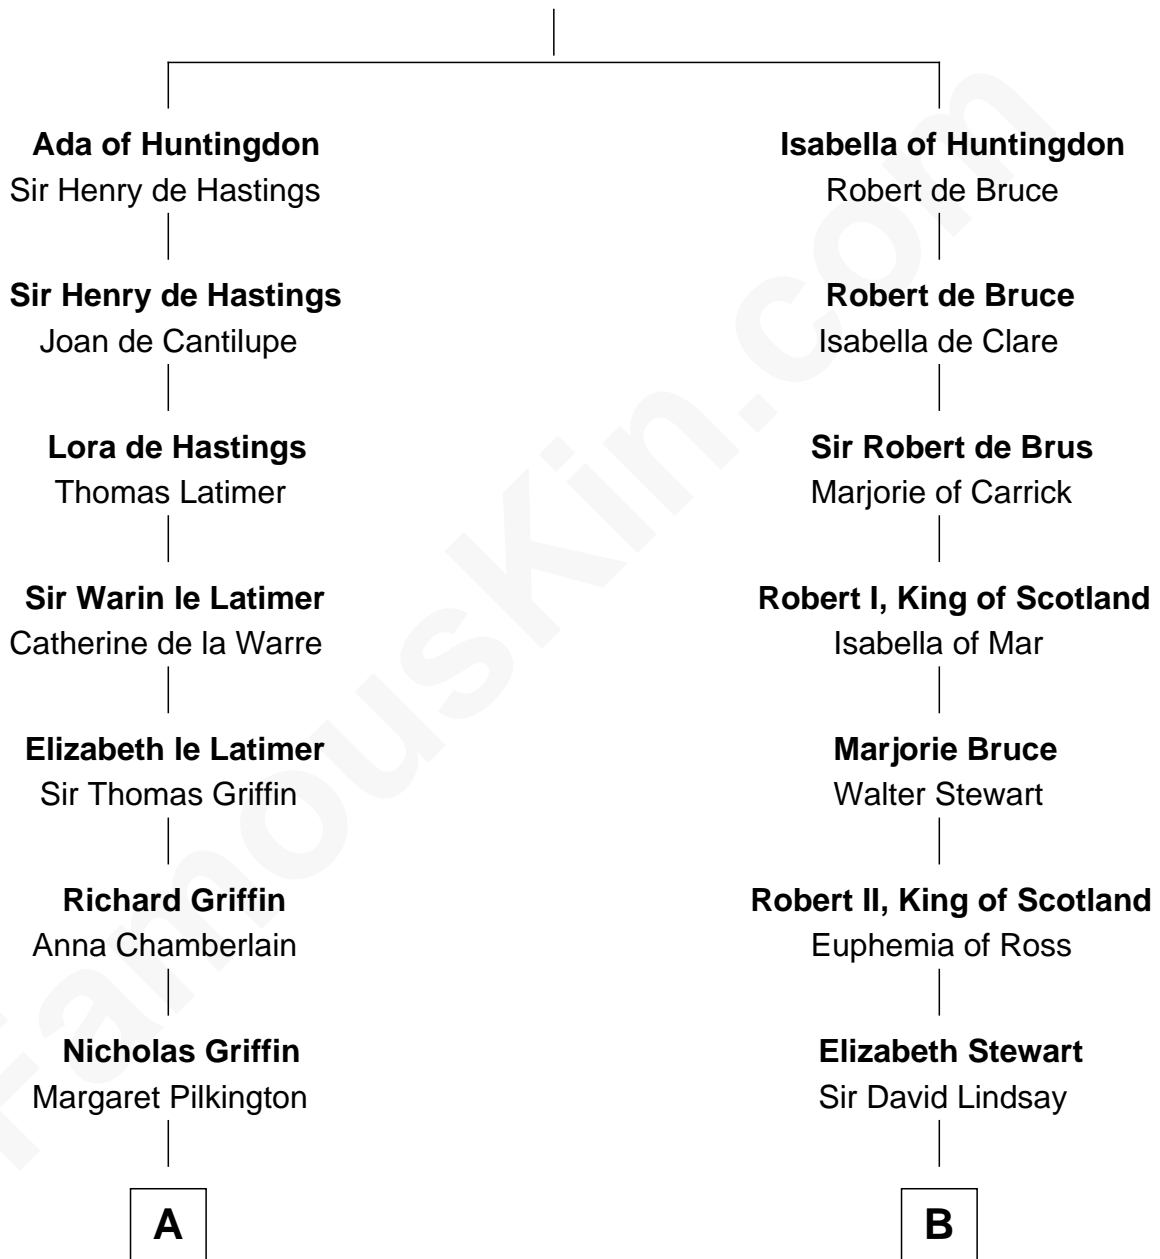 Ada of Huntingdon
Sir Henry de Hastings
Sir Henry de Hastings
Joan de Cantilupe
Lora de Hastings
Thomas Latimer
Sir Warin le Latimer
Catherine de la Warre
Elizabeth le Latimer
Sir Thomas Griffin
Richard Griffin
Anna Chamberlain
Nicholas Griffin
Margaret Pilkington
A
Isabella of Huntingdon
Robert de Bruce
Robert de Bruce
Isabella de Clare
Sir Robert de Brus
Marjorie of Carrick
Robert I, King of Scotland
Isabella of Mar
Marjorie Bruce
Walter Stewart
Robert II, King of Scotland
Euphemia of Ross
Elizabeth Stewart
Sir David Lindsay
B
FamousKin.com